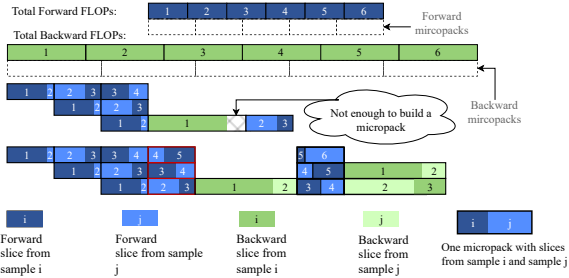 Total Forward FLOPs:
1 2 3 4 5 6
Forward
mircopacks
Total Backward FLOPs:
1 2 3 4 5 6
Backward
mircopacks
1 2 2 3 3 4
1 2 2 3
1 2 1 2 3
Not enough to build a
micropack
1 2 2 3 3 4 4 5 5 6
1 2 2 3 3 4 4 5 1 2
1 2 2 3 1 2 3 4 2 3
i j i j i j
Forward
slice from
sample i
Forward
slice from sample
j
Backward
slice from
sample i
Backward
slice from
sample j
One micropack with slices
from sample i and sample j